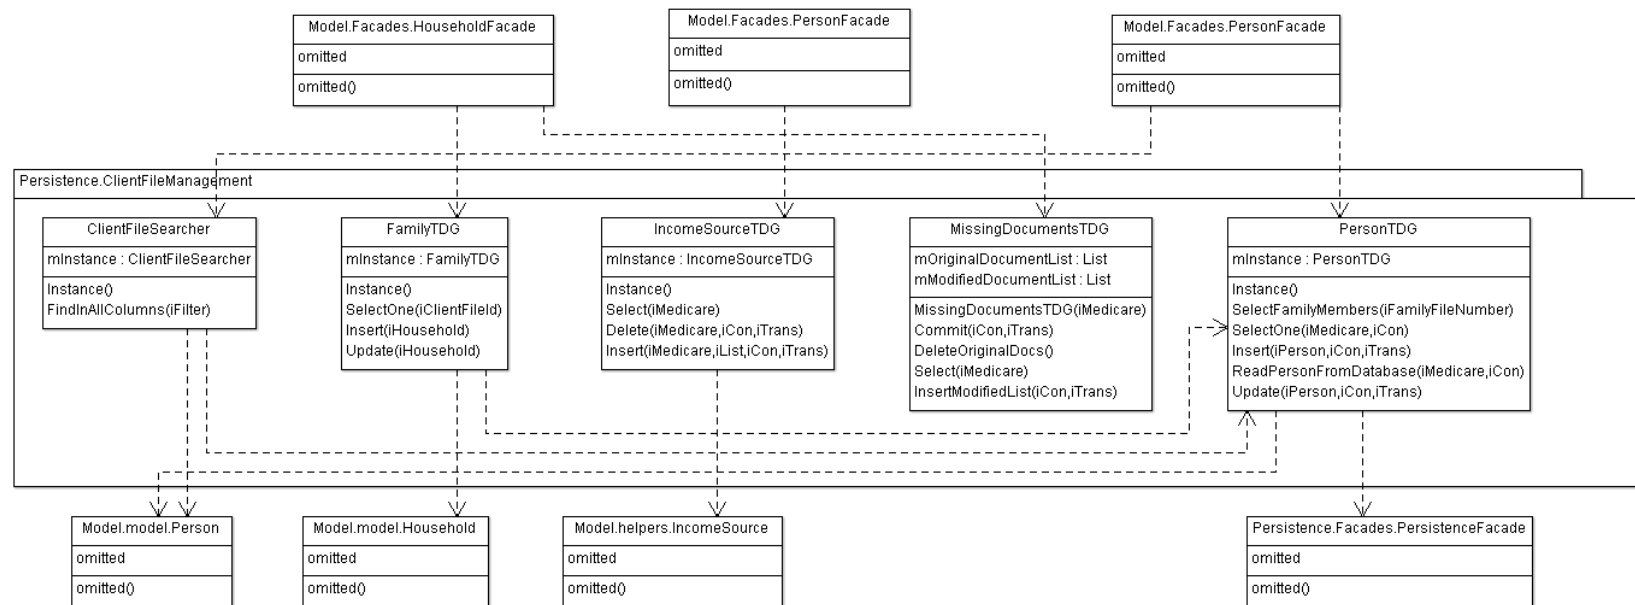 Model.Facades.HouseholdFacade
omitted
omitted()
Model.Facades.PersonFacade
omitted
omitted()
Model.Facades.PersonFacade
omitted
omitted()
Persistence.ClientFileManagement
ClientFileSearcher
mInstance : ClientFileSearcher
Instance()
FindInAllColumns(iFilter)
FamilyTDG
mInstance : FamilyTDG
Instance()
SelectOne(iClientFileId)
Insert(iHousehold)
Update(iHousehold)
IncomeSourceTDG
mInstance : IncomeSourceTDG
Instance()
Select(iMedicare)
Delete(iMedicare,iCon,iTrans)
Insert(iMedicare,iList,iCon,iTrans)
MissingDocumentsTDG
mOriginalDocumentList : List
mModifiedDocumentList : List
MissingDocumentsTDG(iMedicare)
Commit(iCon,iTrans)
DeleteOriginalDocs()
Select(iMedicare)
InsertModifiedList(iCon,iTrans)
PersonTDG
mInstance : PersonTDG
Instance()
SelectFamilyMembers(iFamilyFileNumber)
SelectOne(iMedicare,iCon)
Insert(iPerson,iCon,iTrans)
ReadPersonFromDatabase(iMedicare,iCon)
Update(iPerson,iCon,iTrans)
Model.model.Person
omitted
omitted()
Model.model.Household
omitted
omitted()
Model.helpers.IncomeSource
omitted
omitted()
Persistence.Facades.PersistenceFacade
omitted
omitted()